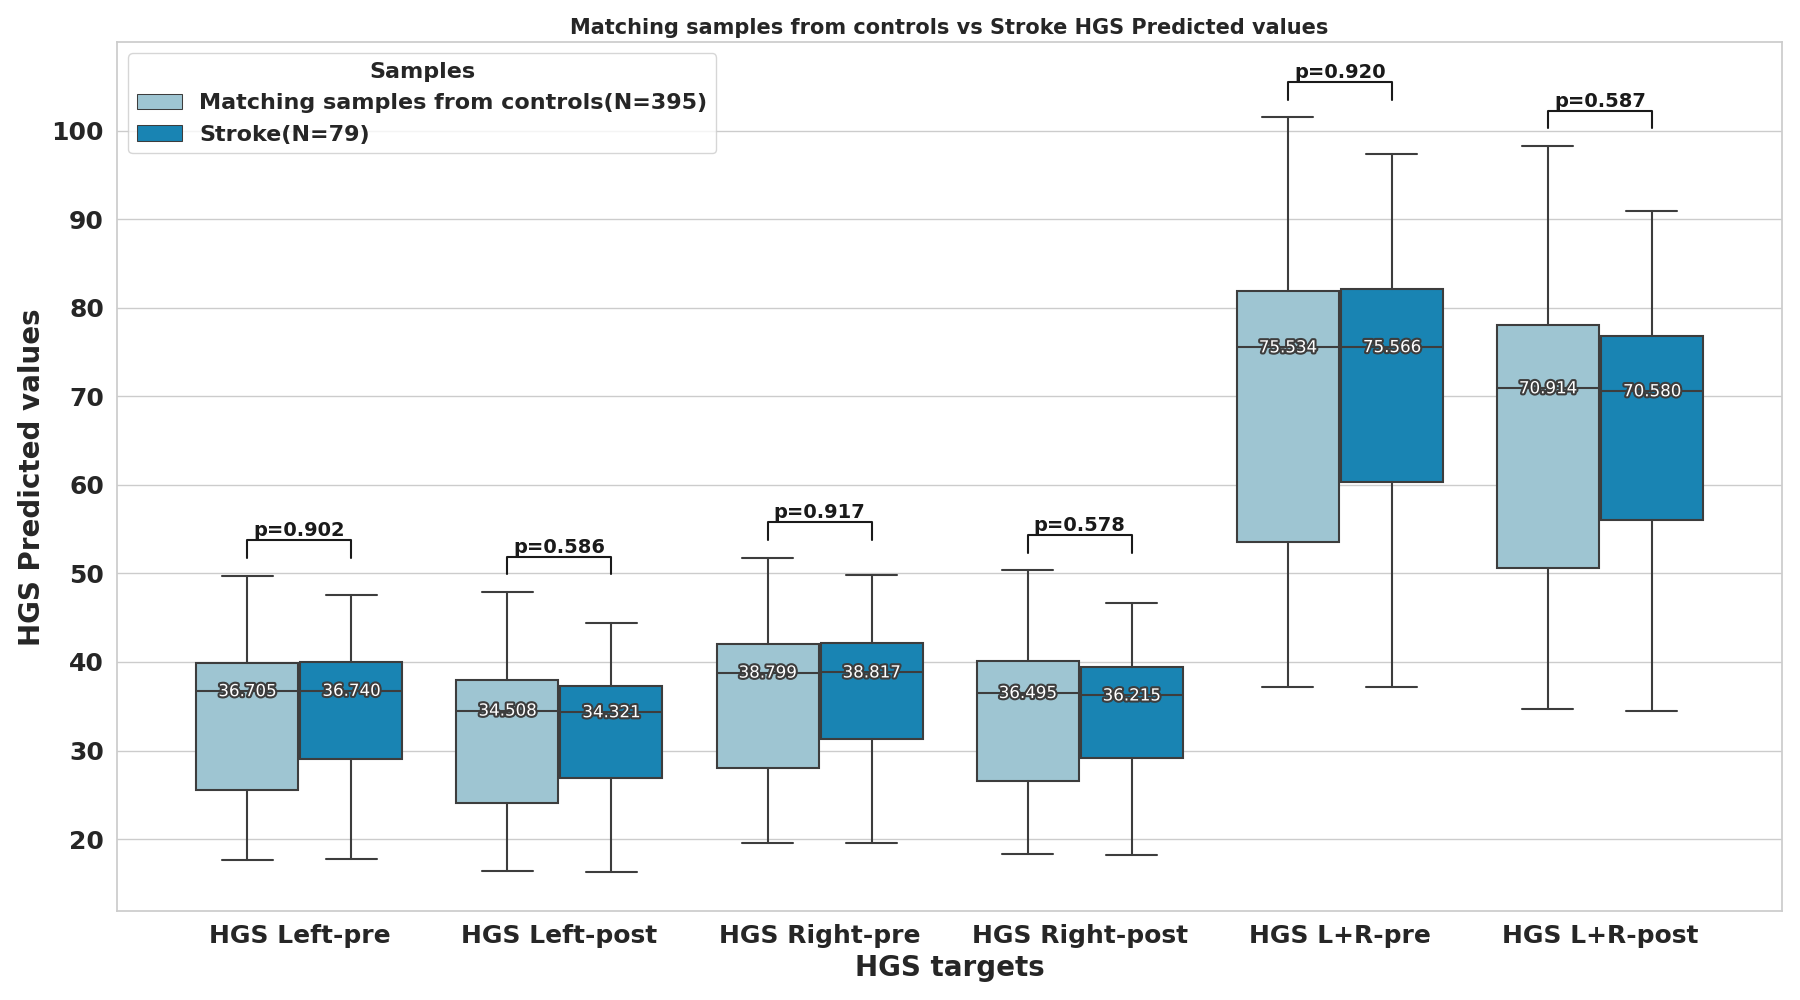 Matching samples from controls vs Stroke HGS Predicted values
Samples
Matching samples from controls(N=395)
Stroke(N=79)
HGS Predicted values
100
90
80
70
60
50
40
30
20
p=0.902
p=0.586
p=0.917
p=0.578
p=0.920
p=0.587
36.705
36.740
34.508
34.321
38.799
38.817
36.495
36.215
75.534
75.566
70.914
70.580
HGS Left-pre
HGS Left-post
HGS Right-pre
HGS Right-post
HGS L+R-pre
HGS L+R-post
HGS targets